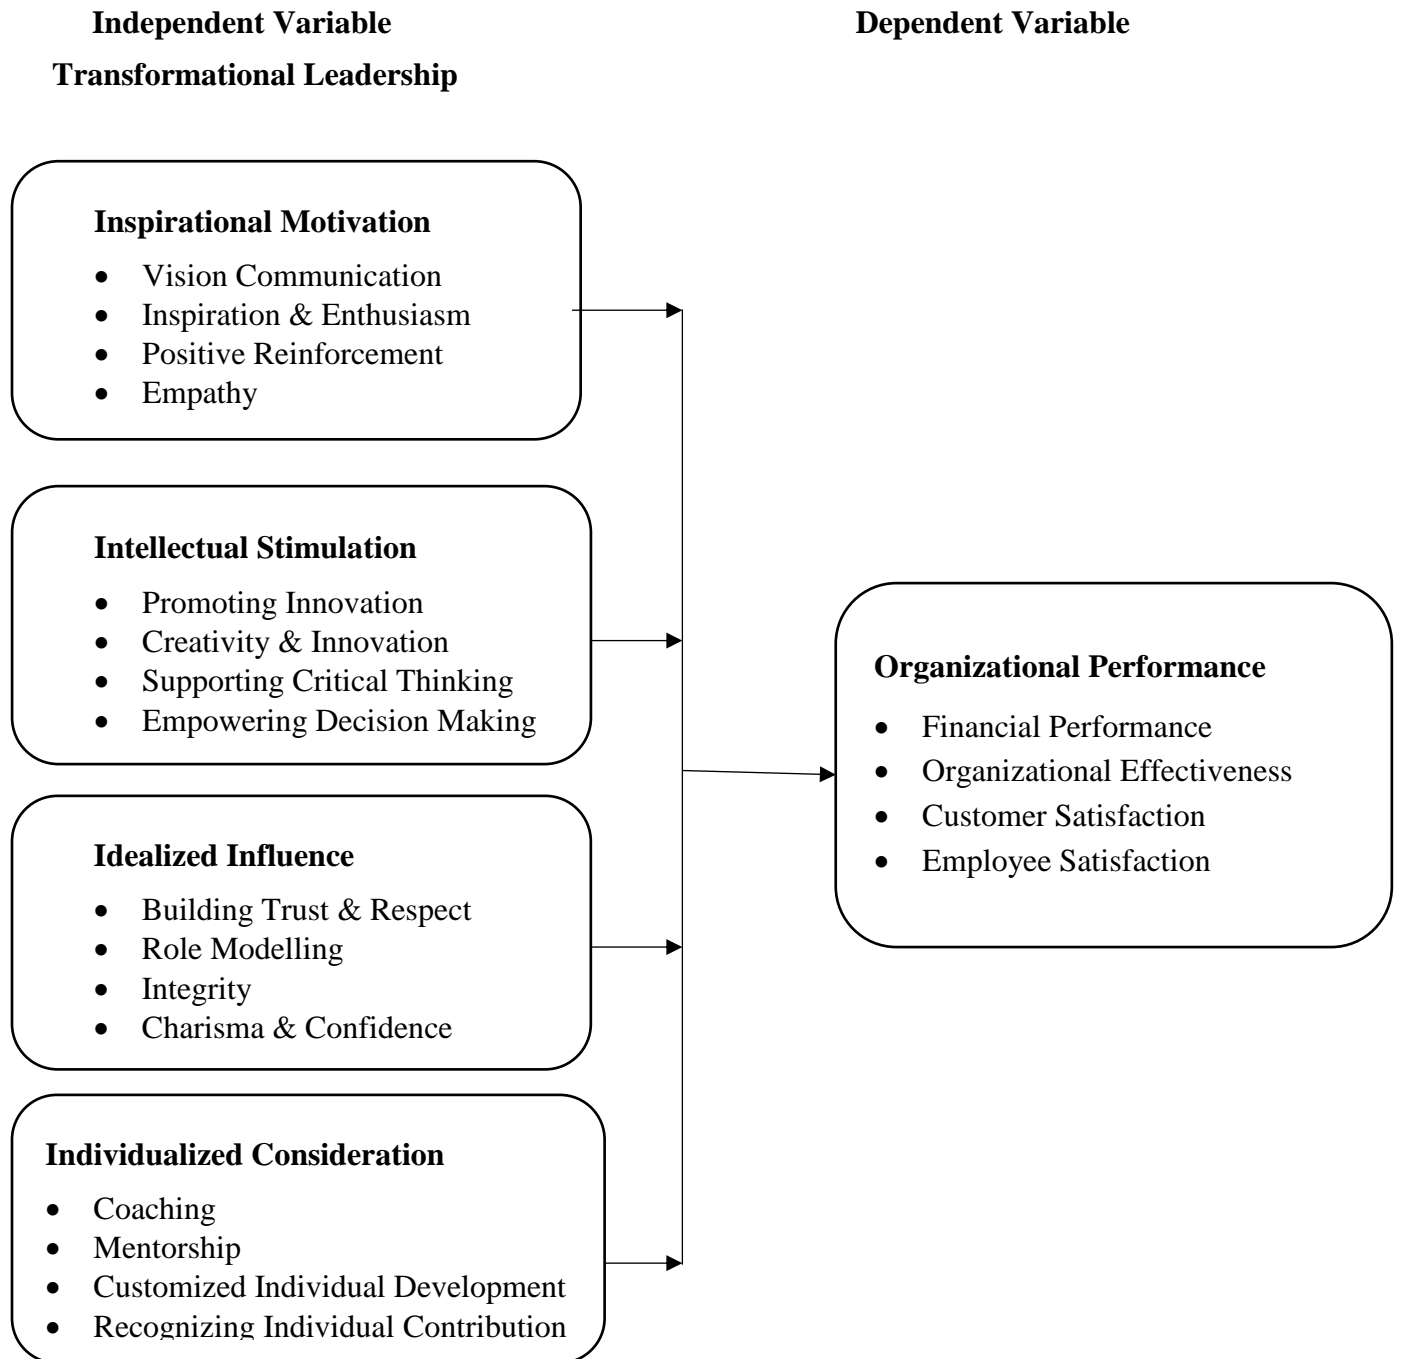 Independent Variable
Dependent Variable
Transformational Leadership
Inspirational Motivation
• Vision Communication
• Inspiration & Enthusiasm
• Positive Reinforcement
• Empathy
Intellectual Stimulation
• Promoting Innovation
• Creativity & Innovation
• Supporting Critical Thinking
• Empowering Decision Making
Idealized Influence
• Building Trust & Respect
• Role Modelling
• Integrity
• Charisma & Confidence
Individualized Consideration
• Coaching
• Mentorship
• Customized Individual Development
• Recognizing Individual Contribution
Organizational Performance
• Financial Performance
• Organizational Effectiveness
• Customer Satisfaction
• Employee Satisfaction